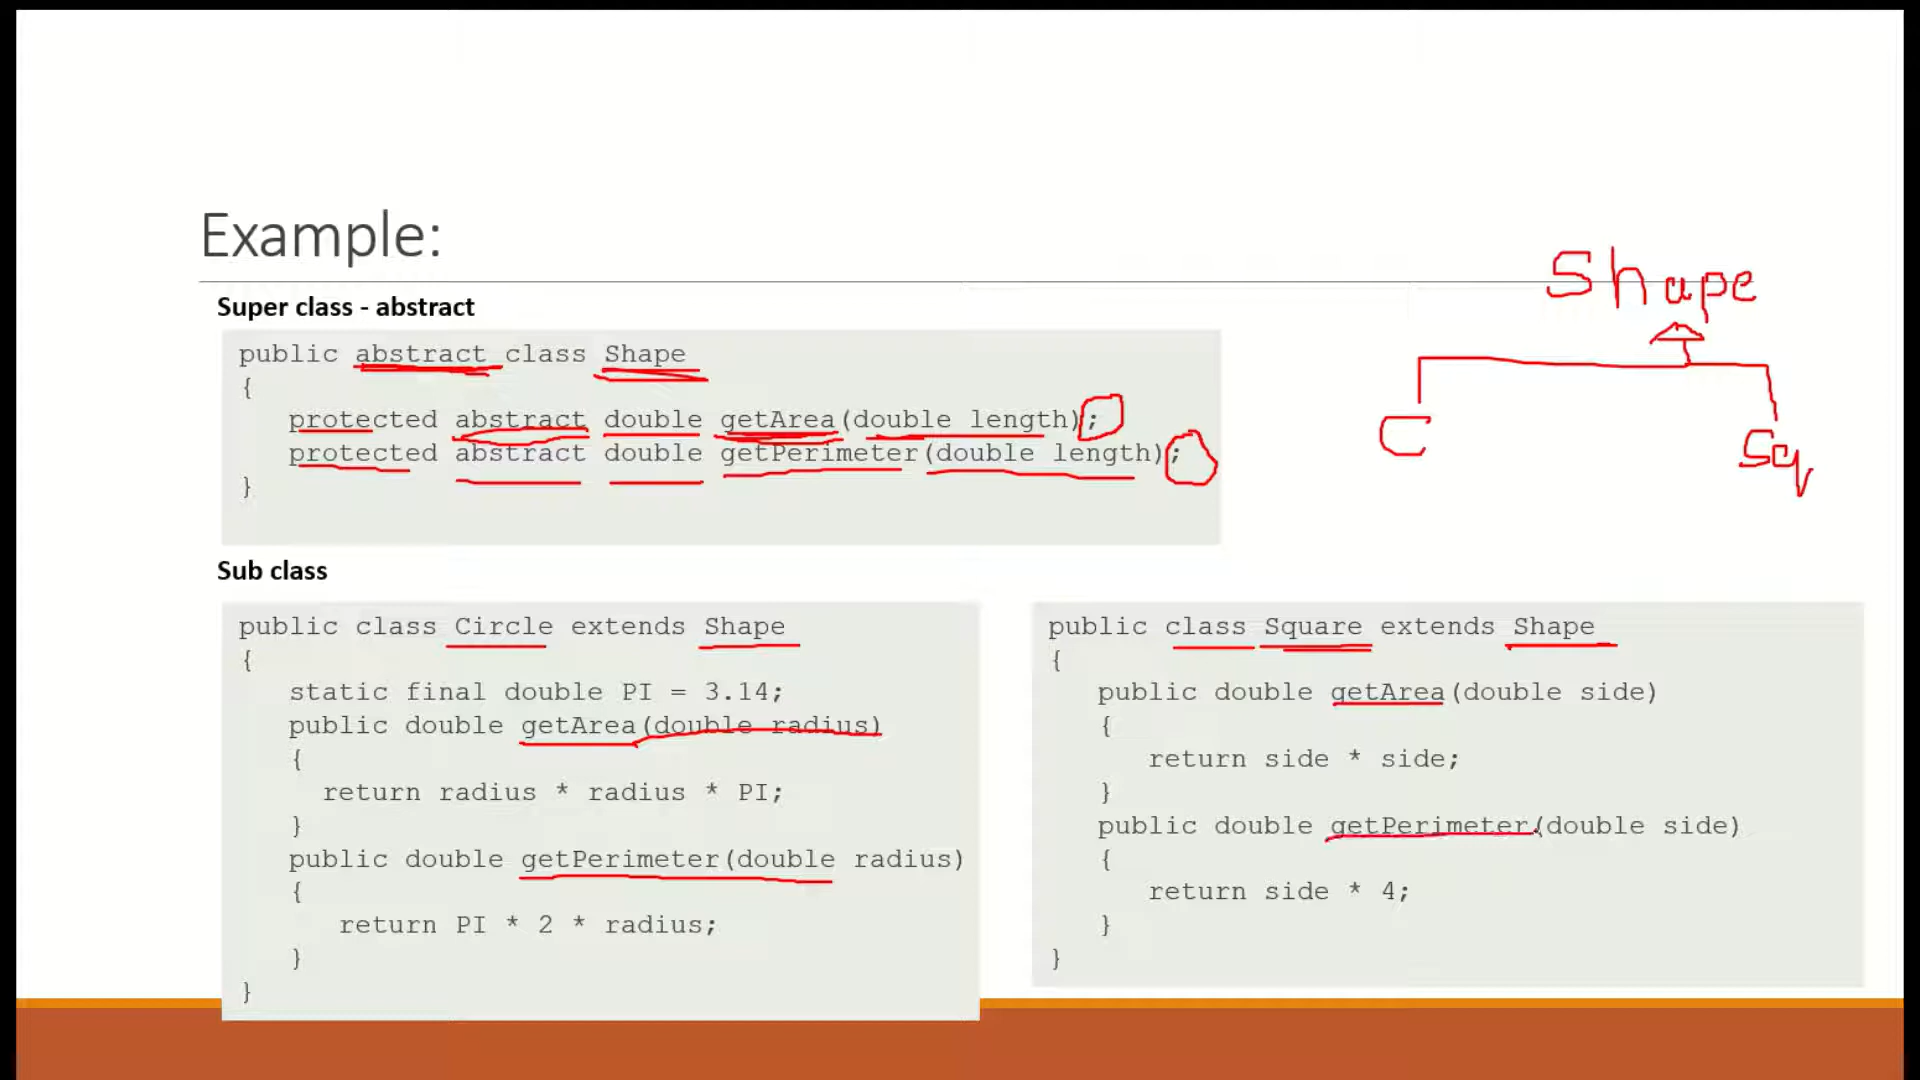 Example:
Super class - abstract
public abstract class Shape
{
protected abstract double getArea(double length);
protected abstract double getPerimeter(double length);
}
Shape
C
Sq
Sub class
public class Circle extends Shape
{
static final double PI = 3.14;
public double getArea(double radius)
{
return radius * radius * PI;
}
public double getPerimeter(double radius)
{
return PI * 2 * radius;
}
}
public class Square extends Shape
{
public double getArea(double side)
{
return side * side;
}
public double getPerimeter(double side)
{
return side * 4;
}
}